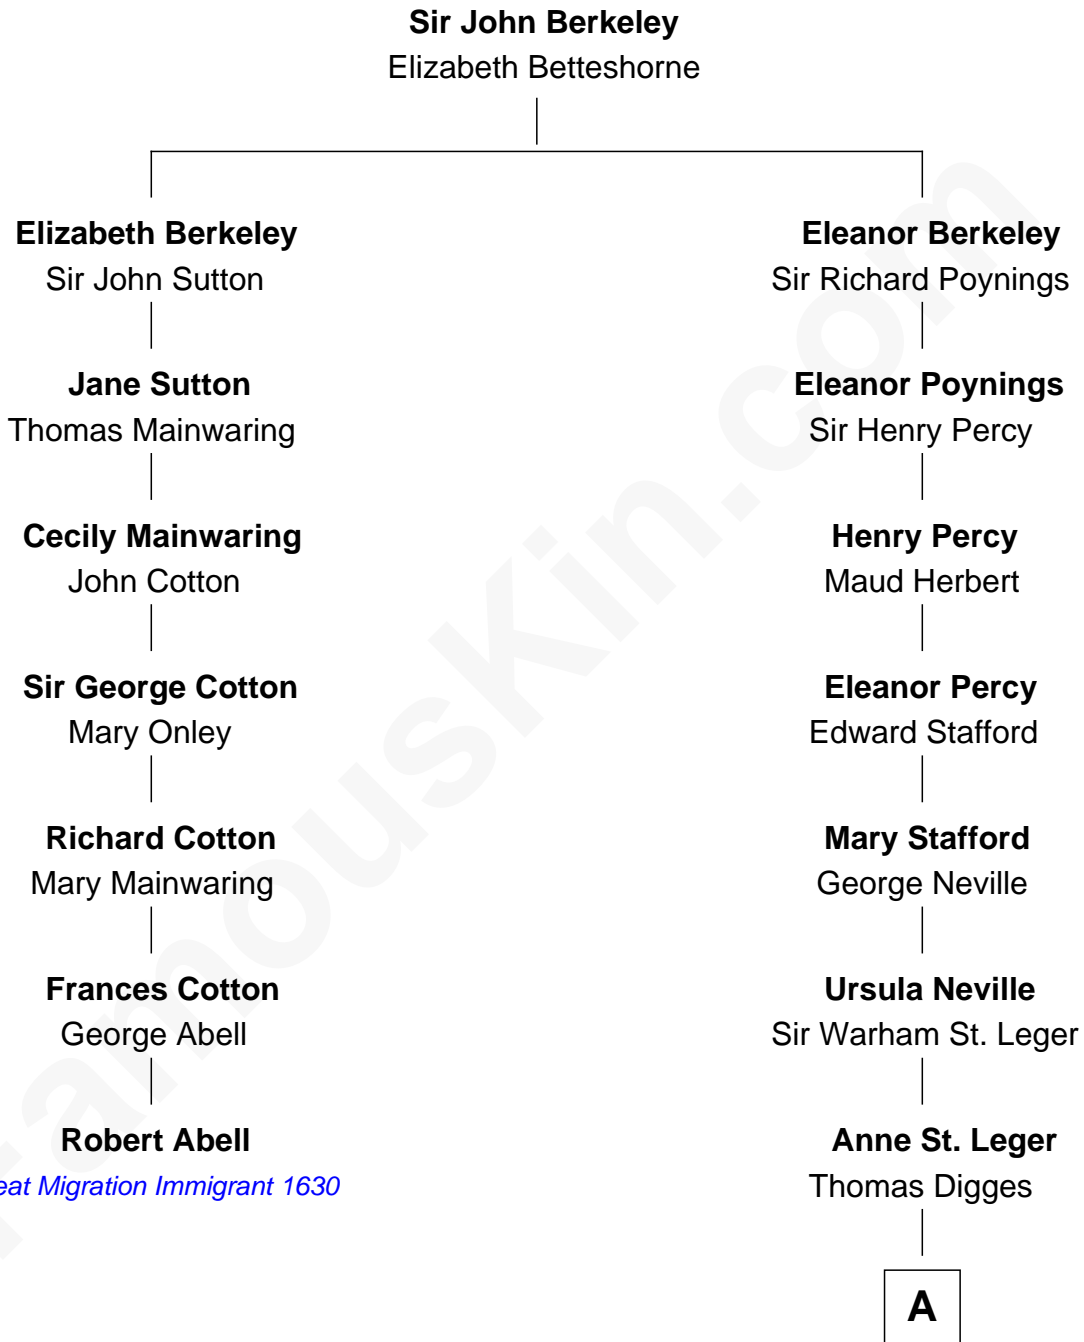 Sir John Berkeley
Elizabeth Betteshorne
Elizabeth Berkeley
Sir John Sutton
Jane Sutton
Thomas Mainwaring
Cecily Mainwaring
John Cotton
Sir George Cotton
Mary Onley
Richard Cotton
Mary Mainwaring
Frances Cotton
George Abell
Robert Abell
eat Migration Immigrant 1630
Eleanor Berkeley
Sir Richard Poynings
Eleanor Poynings
Sir Henry Percy
Henry Percy
Maud Herbert
Eleanor Percy
Edward Stafford
Mary Stafford
George Neville
Ursula Neville
Sir Warham St. Leger
Anne St. Leger
Thomas Digges
A
FamousKin.com